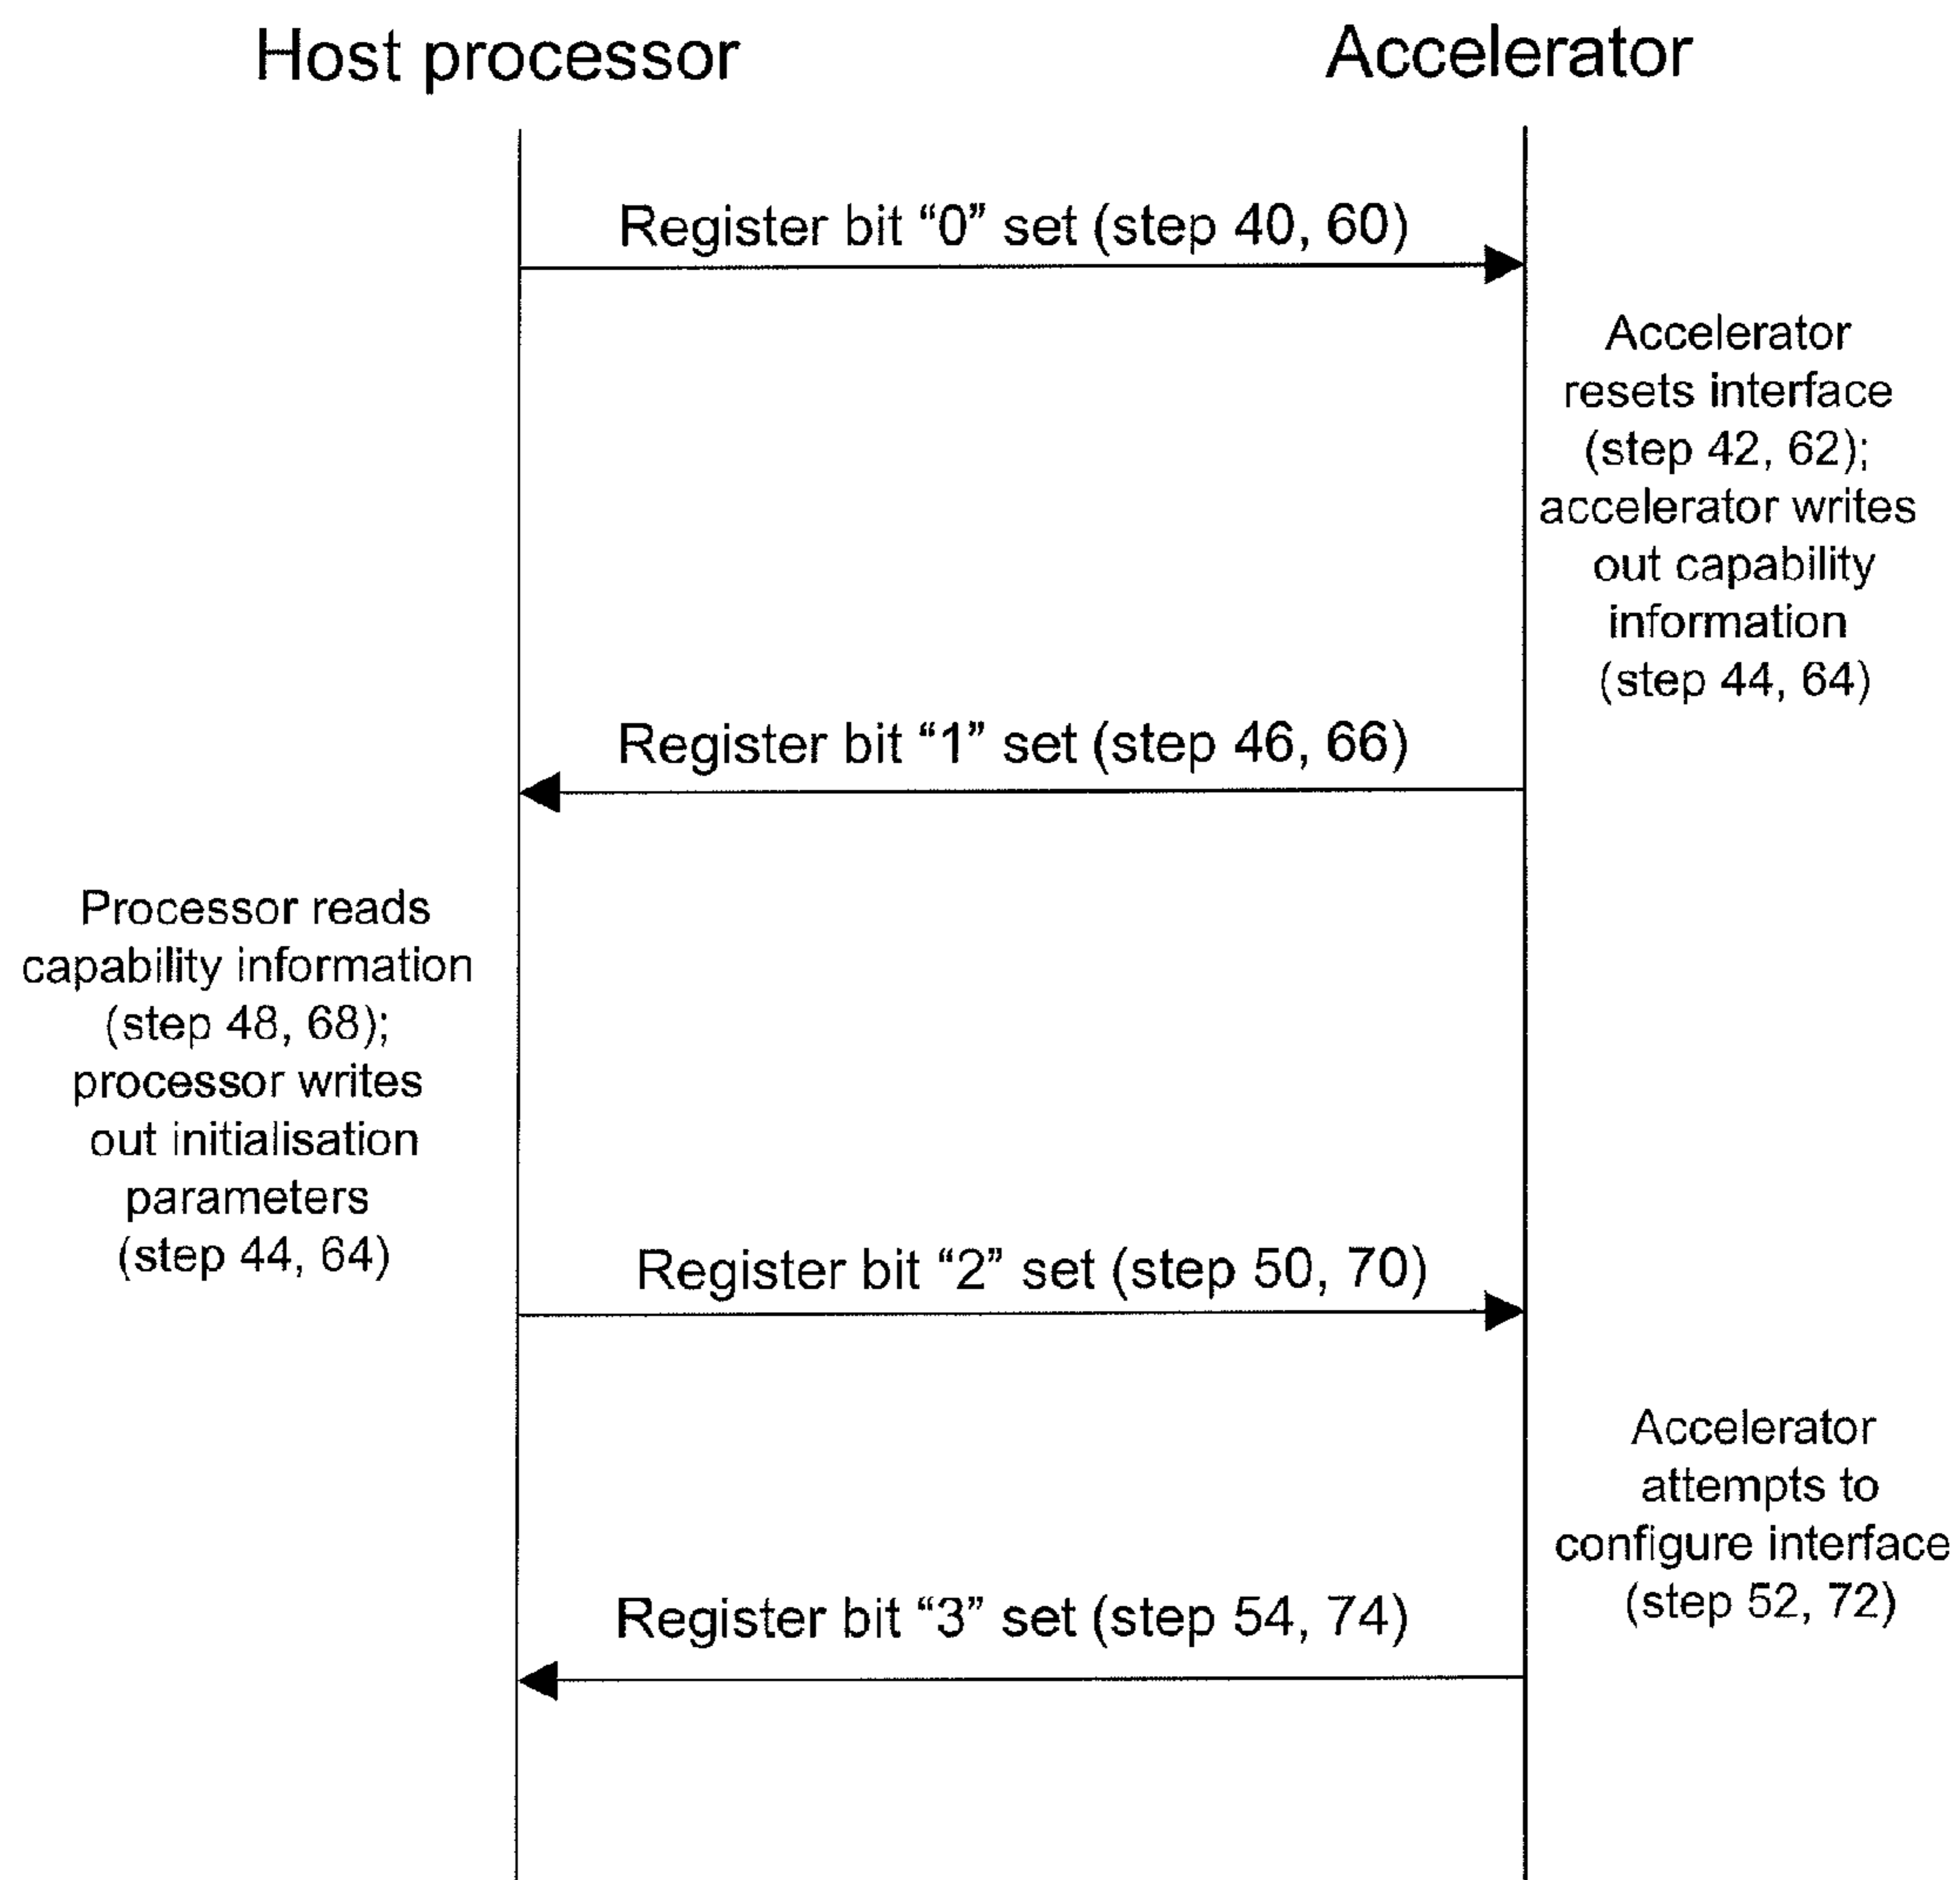 Host processor
Accelerator
Register bit “0” set (step 40, 60)
Accelerator
resets interface
(step 42, 62);
accelerator writes
out capability
information
(step 44, 64)
Register bit “1” set (step 46, 66)
Processor reads
capability information
(step 48, 68);
processor writes
out initialisation
parameters
(step 44, 64)
Register bit “2” set (step 50, 70)
Accelerator
attempts to
configure interface
(step 52, 72)
Register bit “3” set (step 54, 74)